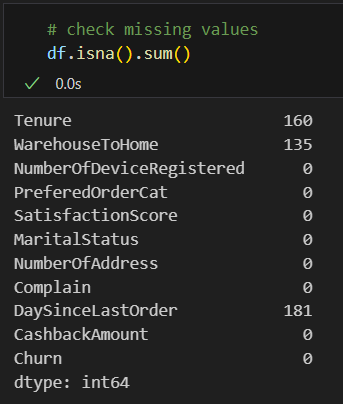 # check missing values
df.isna().sum()
✓ 0.0s
Tenure 160
WarehouseToHome 135
NumberOfDeviceRegistered 0
PreferedOrderCat 0
SatisfactionScore 0
MaritalStatus 0
NumberOfAddress 0
Complain 0
DaySinceLastOrder 181
CashbackAmount 0
Churn 0
dtype: int64